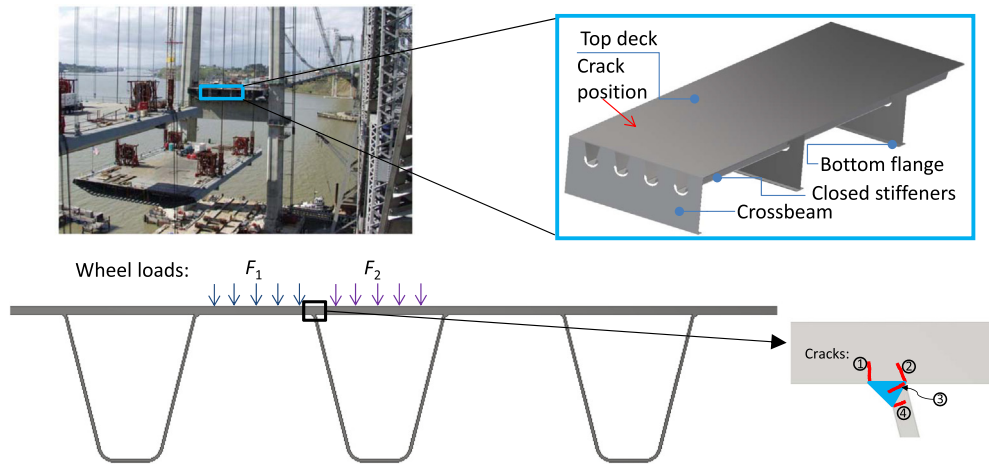 Top deck
Crack
position
Bottom flange
Closed stiffeners
Crossbeam
Wheel loads:
F1
F2
Cracks:
①
②
③
④